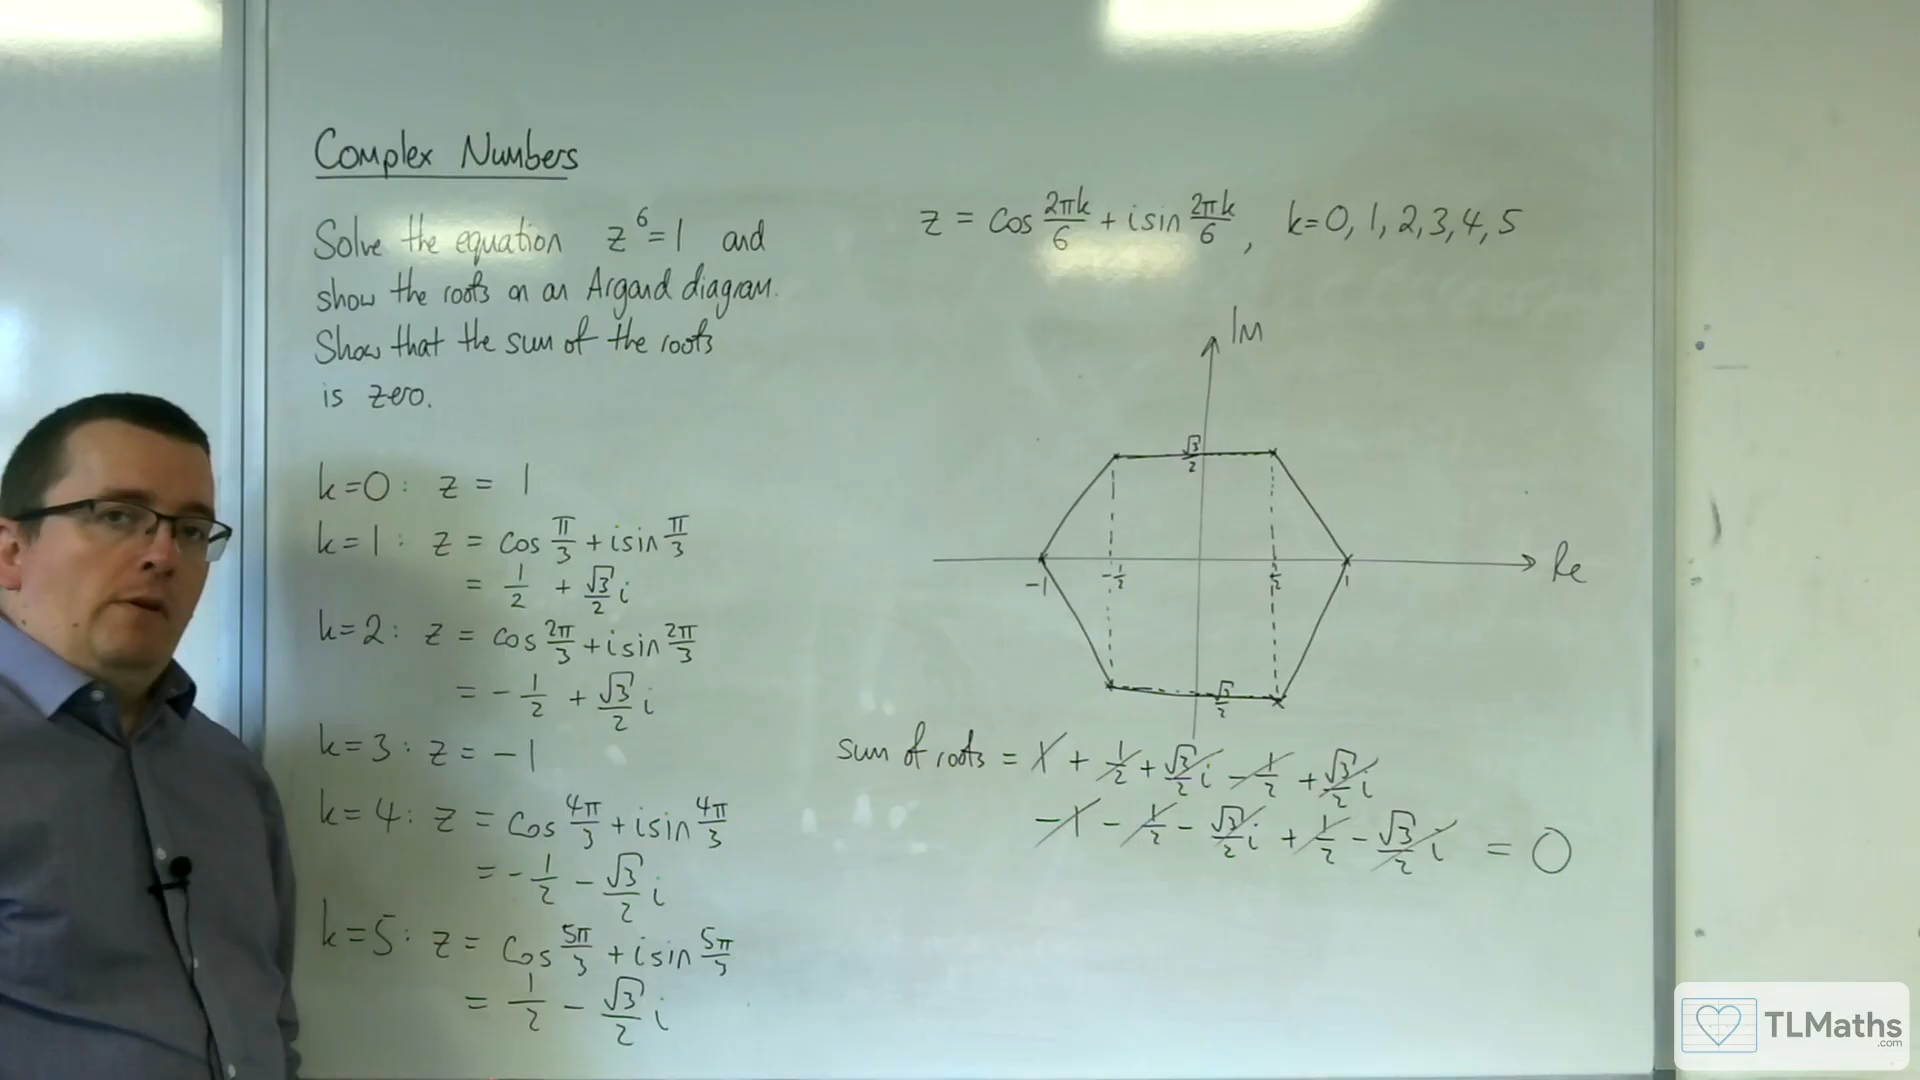 Complex Numbers
Solve the equation z⁶=1 and
show the roots on an Argand diagram.
Show that the sum of the roots
is zero.
k=0: z = 1
k=1: z = cos π/3 + i sin π/3
= 1/2 + √3/2 i
k=2: z = cos 2π/3 + i sin 2π/3
= -1/2 + √3/2 i
k=3: z = -1
k=4: z = cos 4π/3 + i sin 4π/3
= -1/2 - √3/2 i
k=5: z = cos 5π/3 + i sin 5π/3
= 1/2 - √3/2 i
z = cos 2πk/6 + i sin 2πk/6, k=0, 1, 2, 3, 4, 5
Im
√3/2
-1 -1/2 1/2 1 Re
√3/2
sum of roots = 1 + 1/2 + √3/2 i - 1/2 + √3/2 i
-1 - 1/2 - √3/2 i + 1/2 - √3/2 i = 0
TLMaths
.com